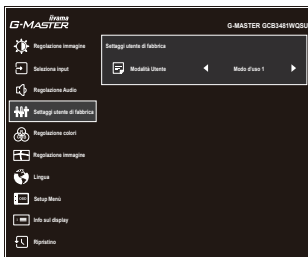 iiyama
G-MASTER
G-MASTER GCB3481WQSU
Regolazione immagine
Seleziona input
Regolazione Audio
Settaggi utente di fabbrica
Regolazione colori
Regolazione immagine
Lingua
OSD
Setup Menù
Info sul display
Ripristino
Settaggi utente di fabbrica
Modalità Utente
Modo d'uso 1